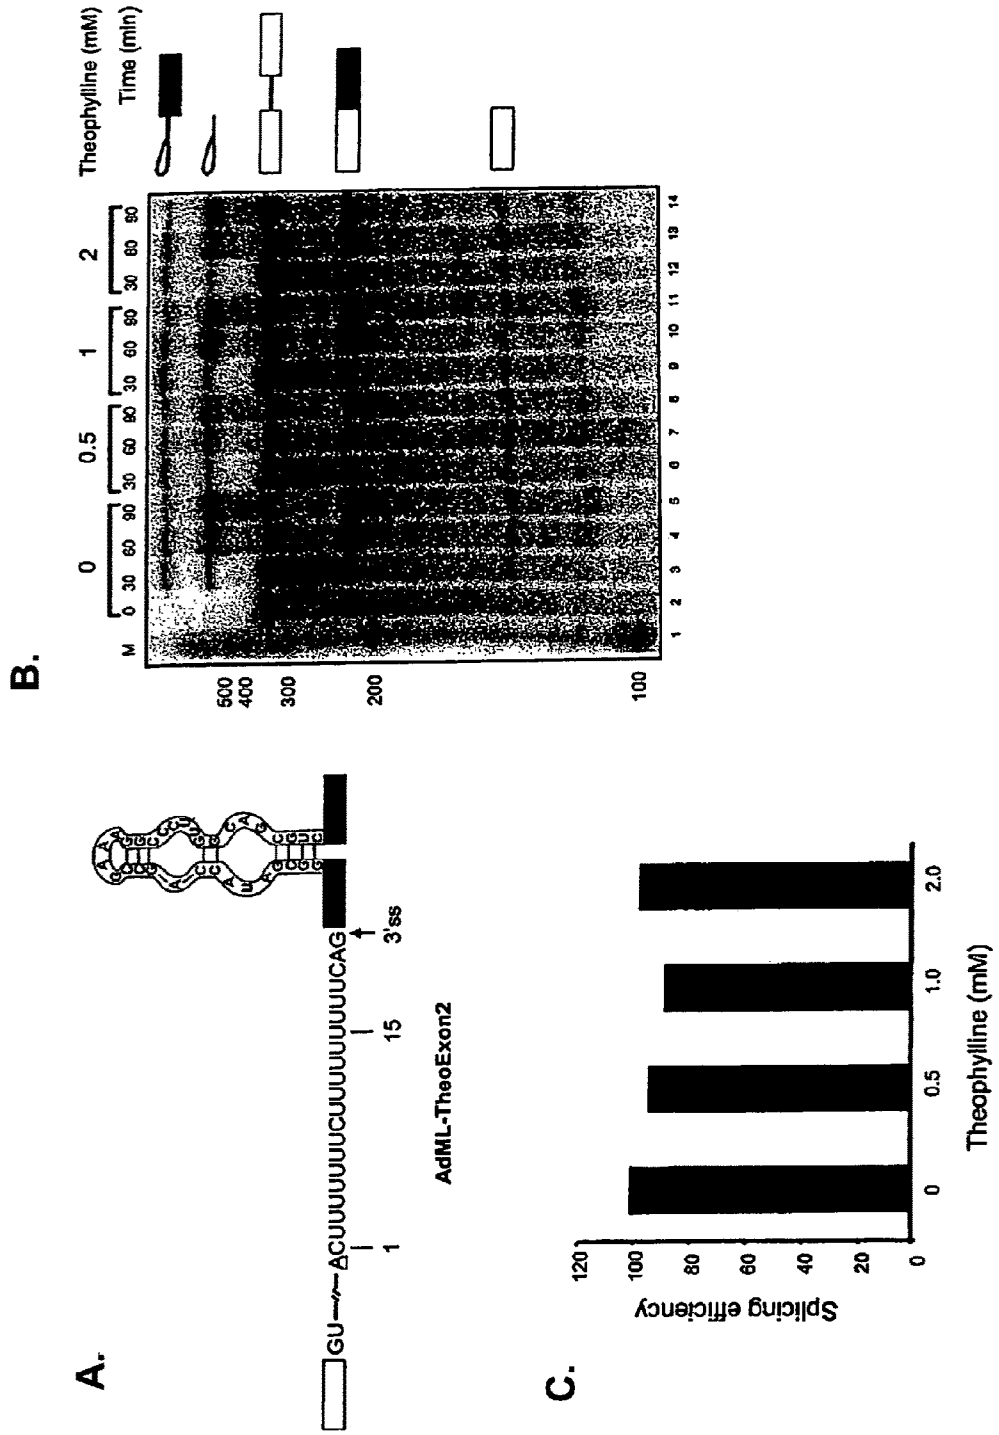 A.
GU
1
15
3'ss
AdML-TheoExon2
B.
0 0.5 1 2 Theophylline (mM)
M 0 30 60 90 30 60 90 30 60 90 30 60 90 Time (min)
500
400
300
200
100
1 2 3 4 5 6 7 8 9 10 11 12 13 14
C.
Splicing efficiency
120
100
80
60
40
20
0
0 0.5 1.0 2.0
Theophylline (mM)